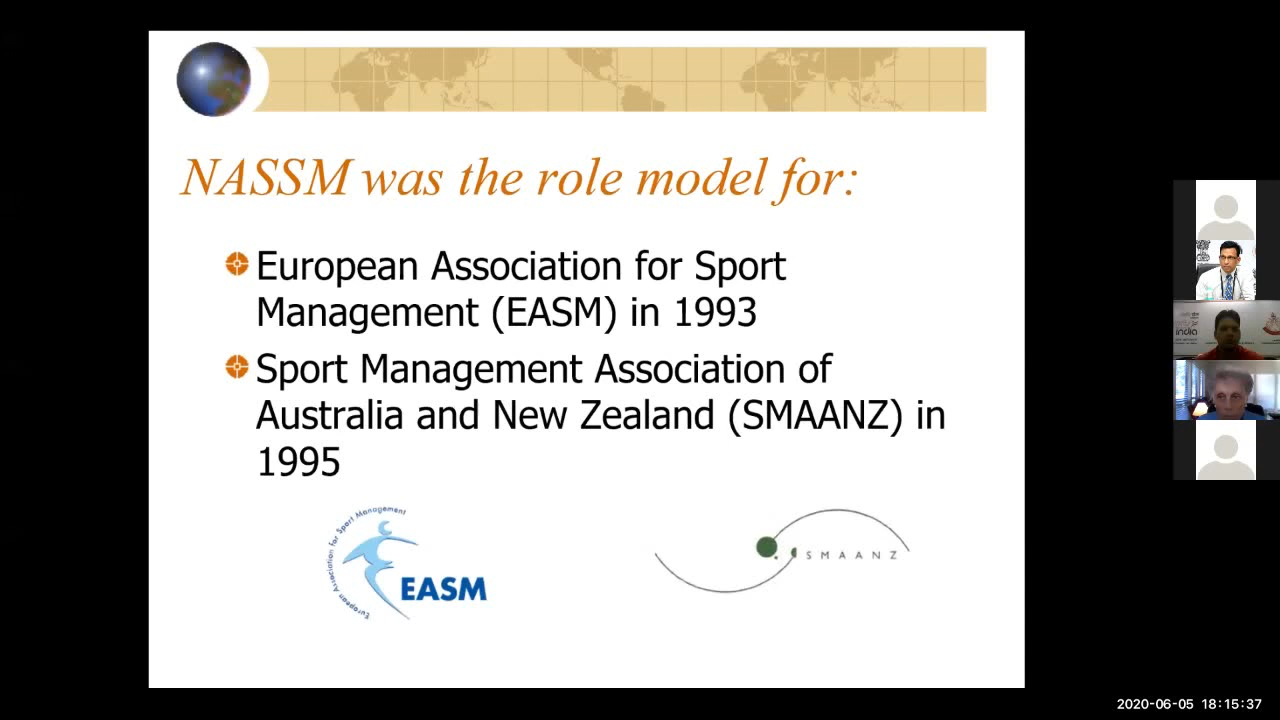 NASSM was the role model for:
European Association for Sport
Management (EASM) in 1993
Sport Management Association of
Australia and New Zealand (SMAANZ) in
1995
European Association for Sport Management
EASM
SMAANZ
india
2020-06-05 18:15:37